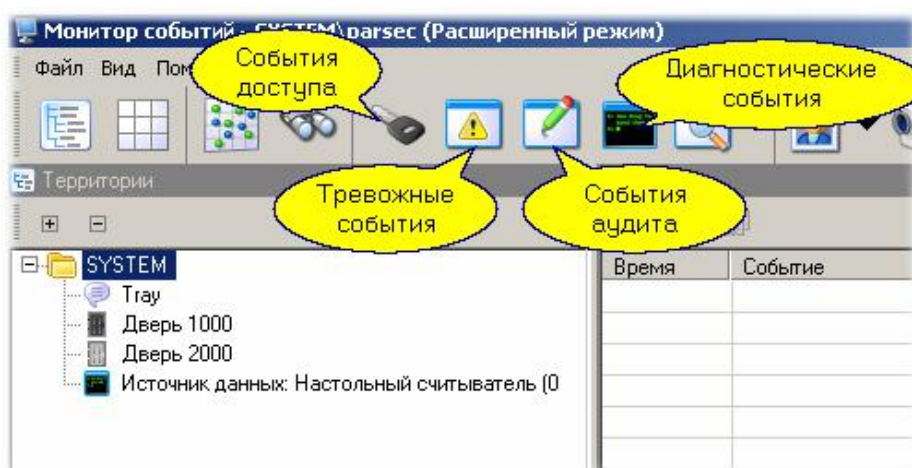 Монитор событий - SYSTEM\parsec (Расширенный режим)
Файл Вид
События
доступа
Диагностические
события
Территории
Тревожные
события
События
аудита
SYSTEM
Время Событие
Tray
Дверь 1000
Дверь 2000
Источник данных: Настольный считыватель (0